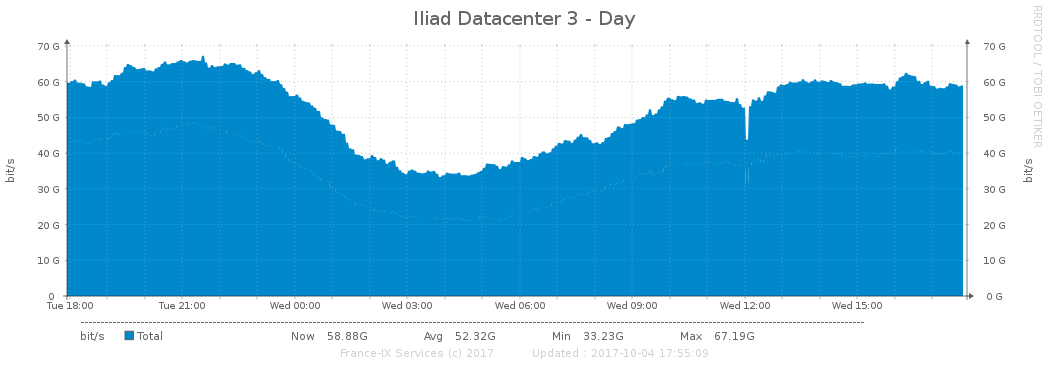 Iliad Datacenter 3 - Day
RRDTOOL / TOBI OETIKER
70 G 70 G
60 G 60 G
50 G 50 G
40 G 40 G
30 G 30 G
20 G 20 G
10 G 10 G
0 0 G
bit/s bit/s
Tue 18:00 Tue 21:00 Wed 00:00 Wed 03:00 Wed 06:00 Wed 09:00 Wed 12:00 Wed 15:00
bit/s Total Now 58.88G Avg 52.32G Min 33.23G Max 67.19G
France-IX Services (c) 2017 Updated : 2017-10-04 17:55:09